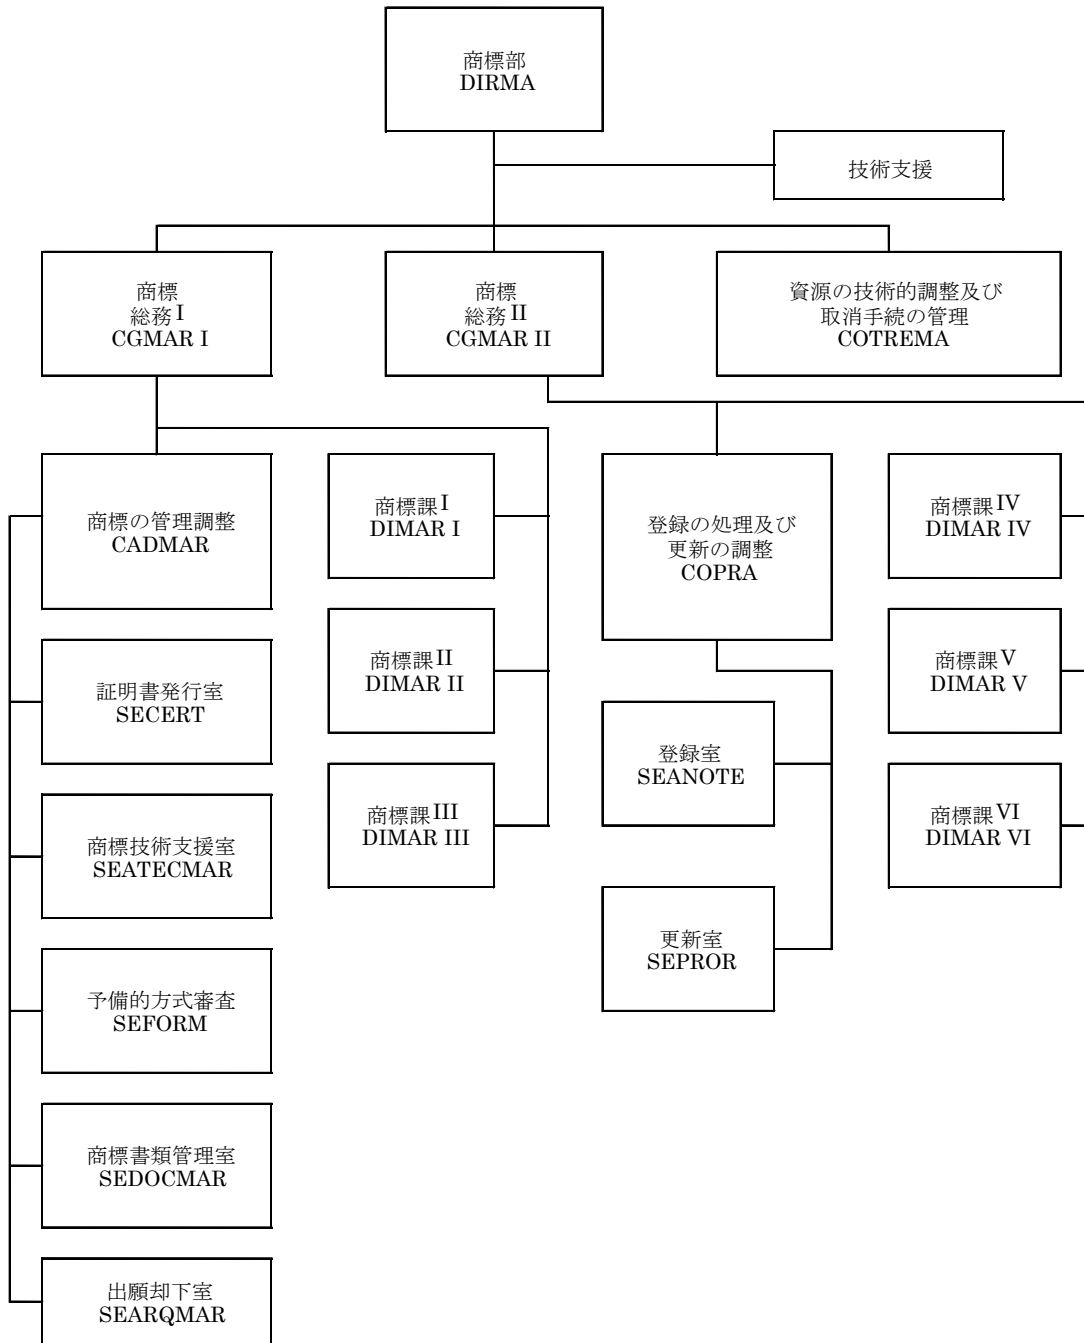 商標部
DIRMA
技術支援
商標
総務I
CGMAR I
商標
総務II
CGMAR II
資源の技術的調整及び
取消手続の管理
COTREMA
商標の管理調整
CADMAR
商標課I
DIMAR I
登録の処理及び
更新の調整
COPRA
商標課IV
DIMAR IV
証明書発行室
SECERT
商標課II
DIMAR II
商標課V
DIMAR V
登録室
SEANOTE
商標技術支援室
SEATECMAR
商標課III
DIMAR III
商標課VI
DIMAR VI
更新室
SEPROR
予備的方式審査
SEFORM
商標書類管理室
SEDOCMAR
出願却下室
SEARQMAR